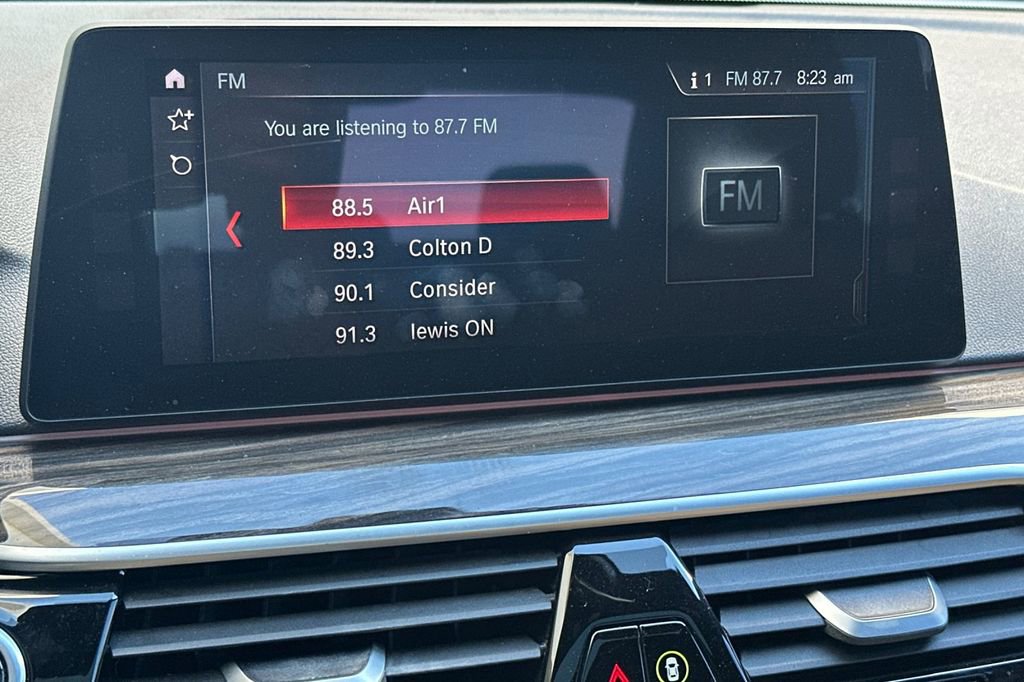 FM
i 1 FM 87.7 8:23 am
You are listening to 87.7 FM
FM
88.5 Air1
89.3 Colton D
90.1 Consider
91.3 lewis ON